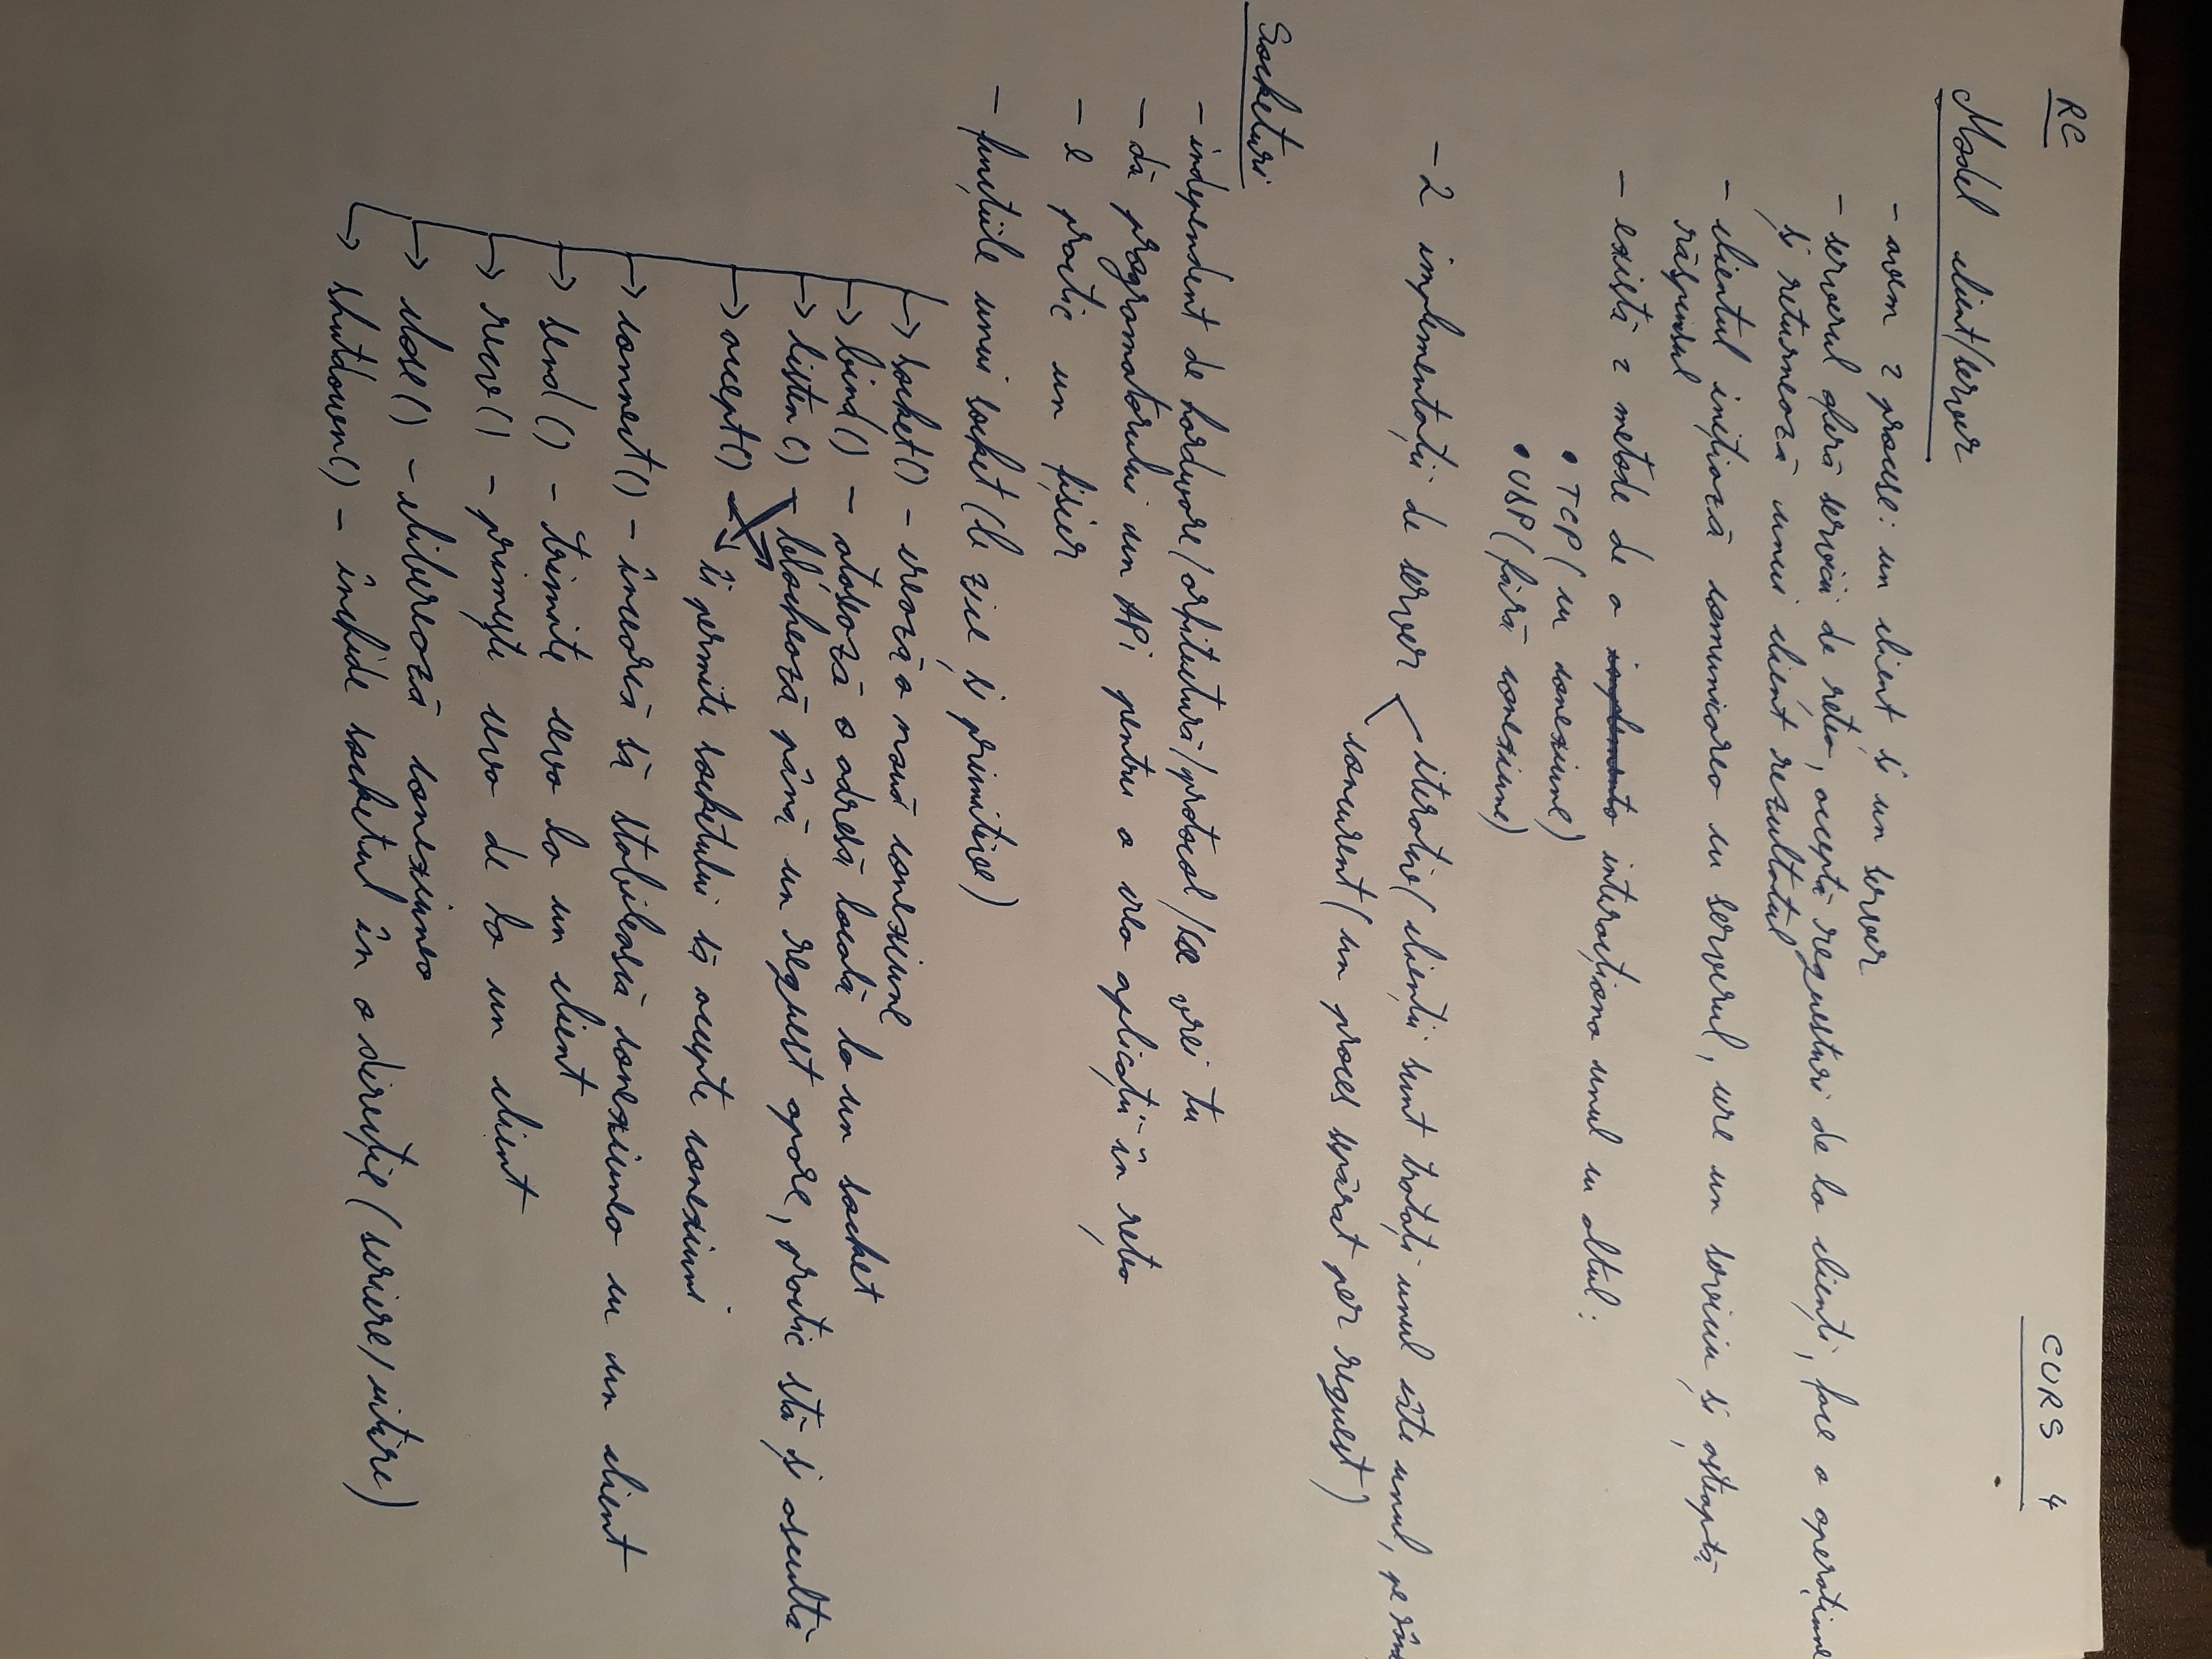 RC
CURS 4
Model client/server
- avem 2 procese: un client și un server
- serverul oferă servicii de rețea, acceptă requesturi de la clienți, face o operațiune
și returnează unui client rezultatul
- clientul inițiază comunicarea cu serverul, cere un serviciu și așteaptă
răspunsul
- există 2 metode de a implementa interacționa unul cu altul:
• TCP (cu conexiune)
• UDP (fără conexiune)
- 2 implementații de server
iterativ (clienții sunt tratați unul câte unul, pe rând
concurent (un proces separat per request)
Socketuri
- independent de hardware/arhitectură/protocol/ce vrei tu
- dă programatorului un API pentru a crea aplicații în rețea
- e practic un fișier
- funcțiile unui socket (le zice și primitive)
→ socket() - crează o nouă conexiune
→ bind() - atașează o adresă locală la un socket
→ listen() - blochează până un request apare, practic stă și ascultă
→ accept() → îi permite socketului să accepte conexiuni
→ connect() - încearcă să stabilească conexiunea cu un client
→ send() - trimite ceva la un client
→ recv() - primește ceva de la un client
→ close() - eliberează conexiunea
→ shutdown() - închide socketul în o direcție (scriere/citire)